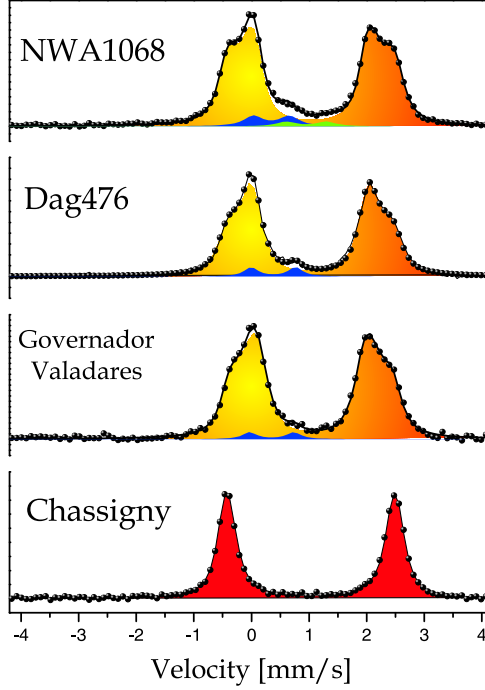 NWA1068
Dag476
Governador
Valadares
Chassigny
-4 -3 -2 -1 0 1 2 3 4
Velocity [mm/s]